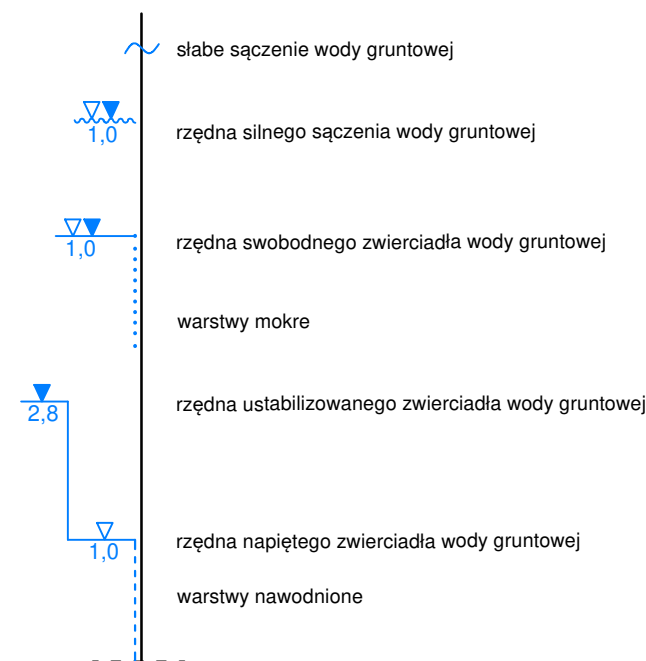 słabe sączenie wody gruntowej
1,0
rzędna silnego sączenia wody gruntowej
1,0
rzędna swobodnego zwierciadła wody gruntowej
warstwy mokre
2,8
rzędna ustabilizowanego zwierciadła wody gruntowej
1,0
rzędna napiętego zwierciadła wody gruntowej
warstwy nawodnione